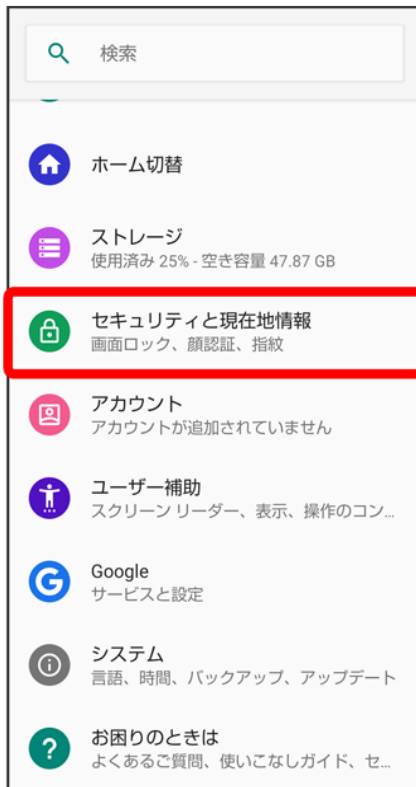 検索
ホーム切替
ストレージ
使用済み 25% - 空き容量 47.87 GB
セキュリティと現在地情報
画面ロック、顔認証、指紋
アカウント
アカウントが追加されていません
ユーザー補助
スクリーン リーダー、表示、操作のコン...
Google
サービスと設定
システム
言語、時間、バックアップ、アップデート
お困りのときは
よくあるご質問、使いこなしガイド、セ...